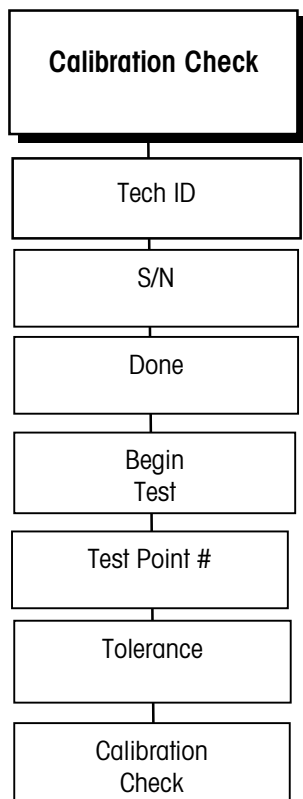 Calibration Check
Tech ID
S/N
Done
Begin
Test
Test Point #
Tolerance
Calibration
Check